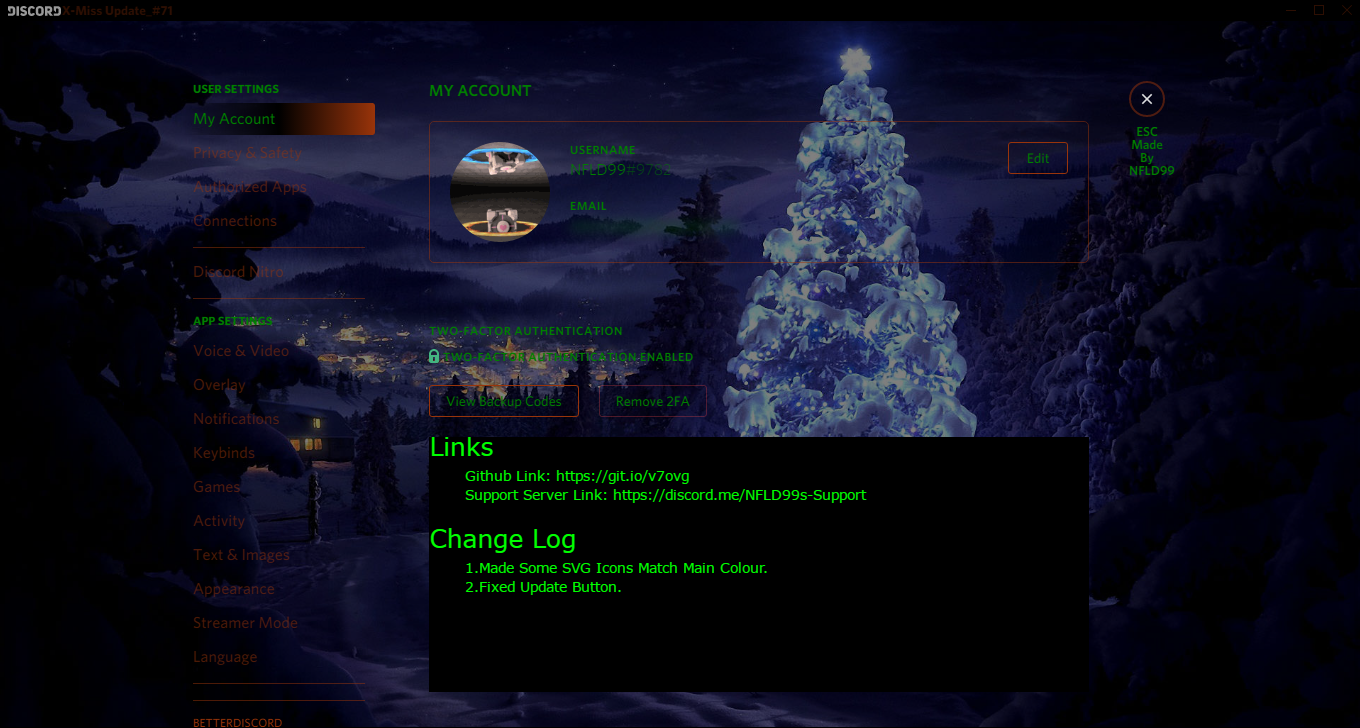 DISCORD X-Miss Update_#71
USER SETTINGS
My Account
Privacy & Safety
Authorized Apps
Connections
Discord Nitro
APP SETTINGS
Voice & Video
Overlay
Notifications
Keybinds
Games
Activity
Text & Images
Appearance
Streamer Mode
Language
BETTERDISCORD
MY ACCOUNT
USERNAME
NFLD99#9782
EMAIL
Edit
TWO-FACTOR AUTHENTICATION
TWO-FACTOR AUTHENTICATION ENABLED
View Backup Codes
Remove 2FA
Links
Github Link: https://git.io/v7ovg
Support Server Link: https://discord.me/NFLD99s-Support
Change Log
1.Made Some SVG Icons Match Main Colour.
2.Fixed Update Button.
ESC
Made
By
NFLD99